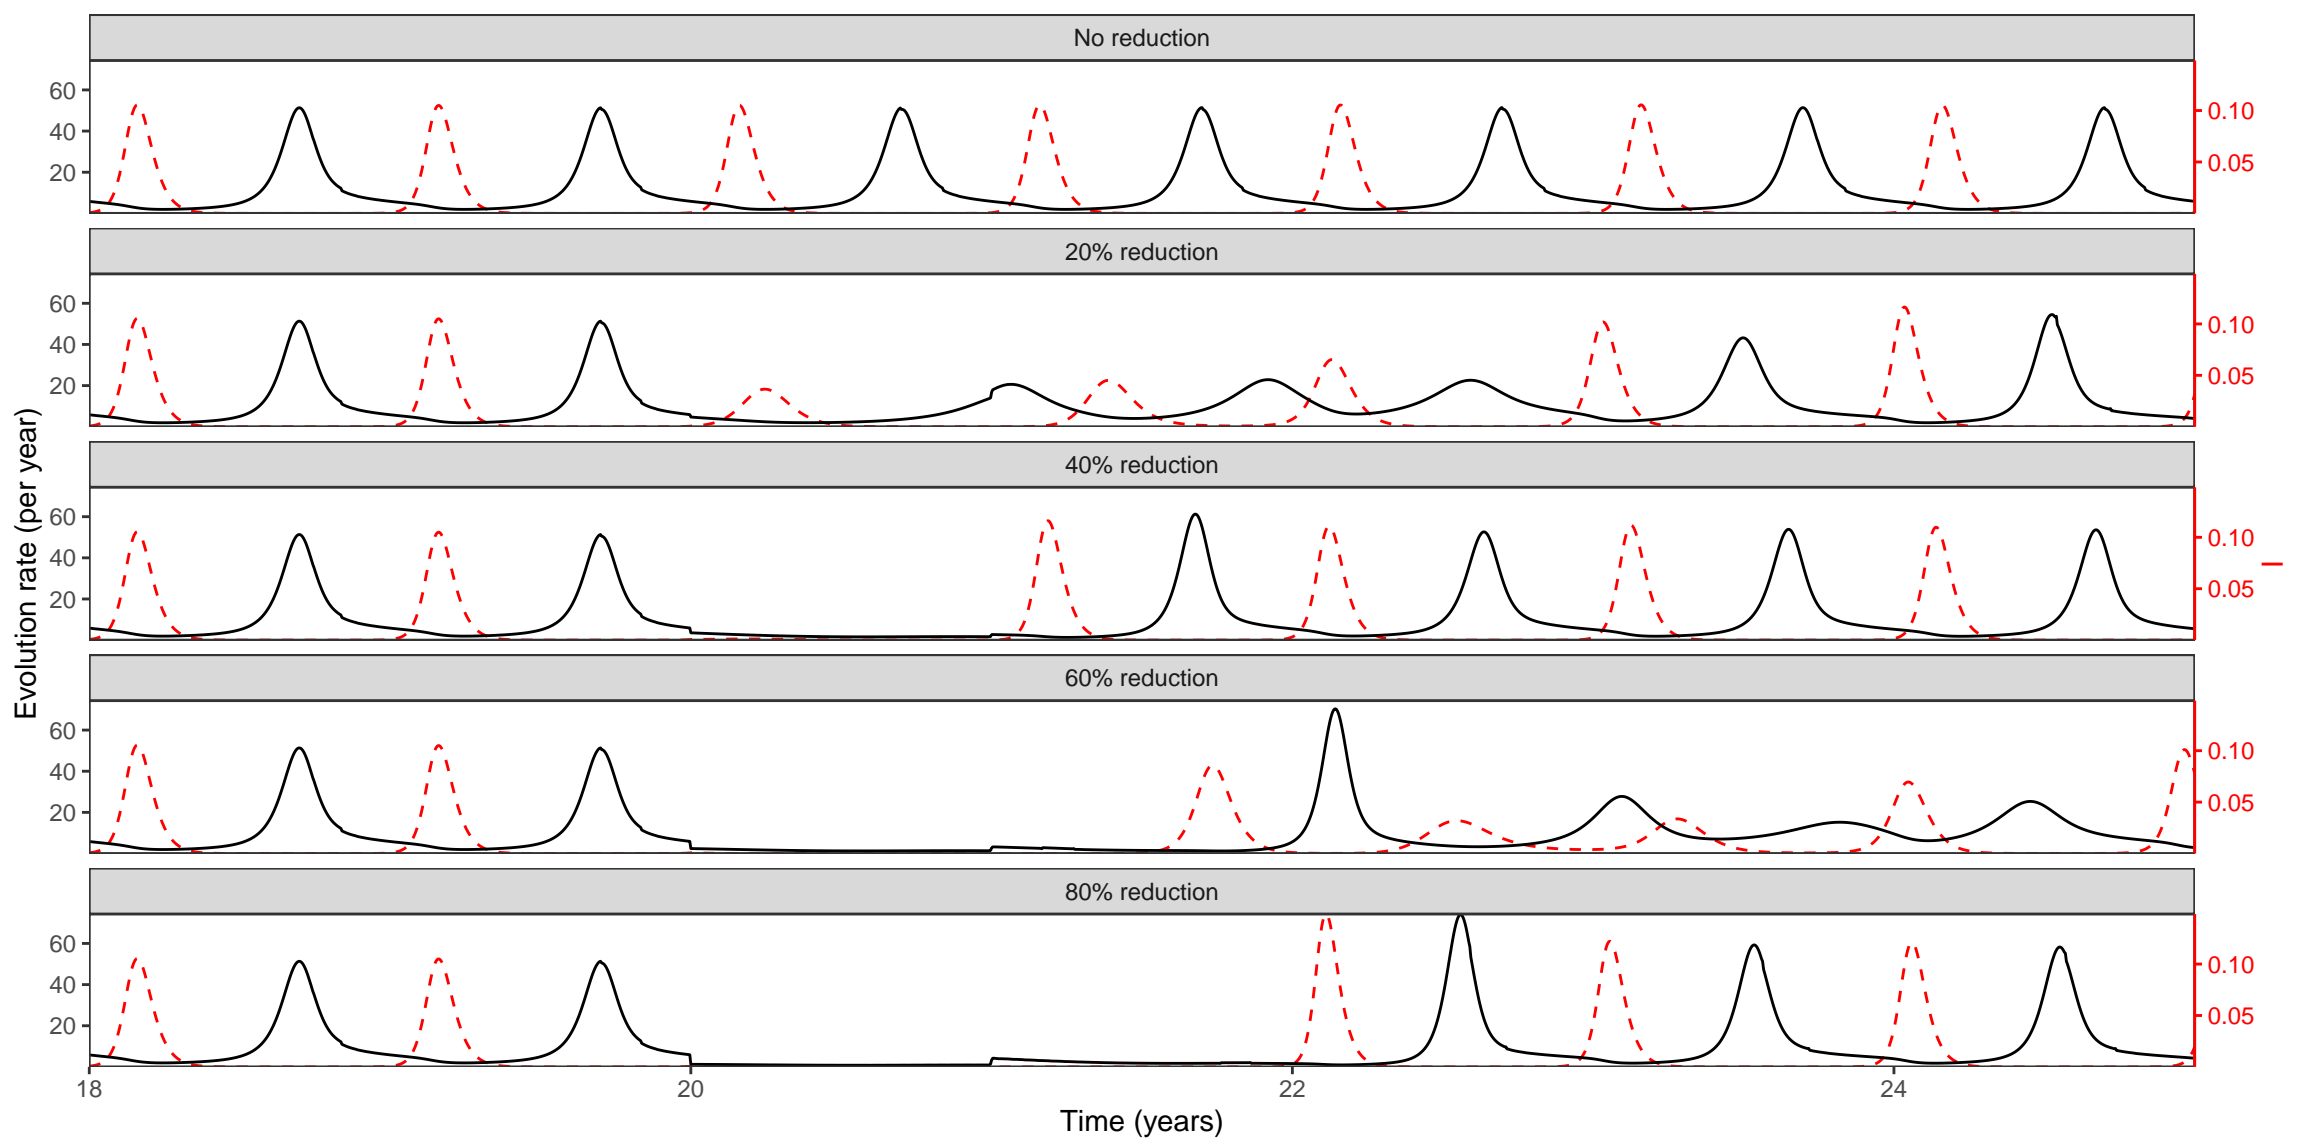 No reduction
60
40
20
0.10
0.05
20% reduction
60
40
20
0.10
0.05
40% reduction
60
40
20
0.10
0.05
60% reduction
60
40
20
0.10
0.05
80% reduction
60
40
20
0.10
0.05
18 20 22 24
Time (years)
Evolution rate (per year)
I